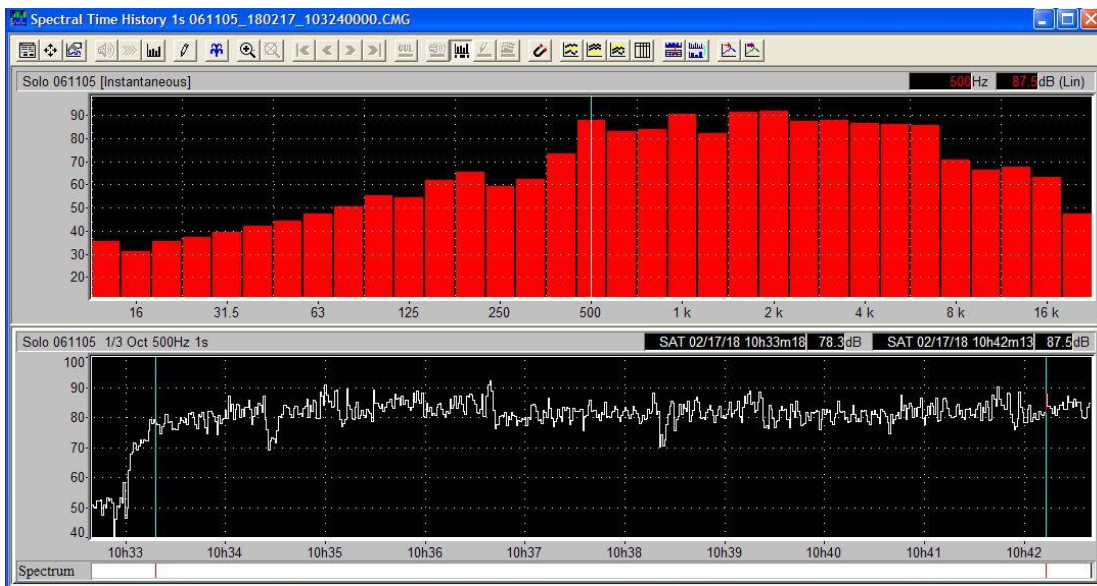 Spectral Time History 1s 061105_180217_103240000.CMG
Solo 061105 [Instantaneous] 500 Hz 87.5 dB (Lin)
90
80
70
60
50
40
30
20
16 31.5 63 125 250 500 1 k 2 k 4 k 8 k 16 k
Solo 061105 1/3 Oct 500Hz 1s SAT 02/17/18 10h33m18 78.3 dB SAT 02/17/18 10h42m13 87.5 dB
100
90
80
70
60
50
40
10h33 10h34 10h35 10h36 10h37 10h38 10h39 10h40 10h41 10h42
Spectrum